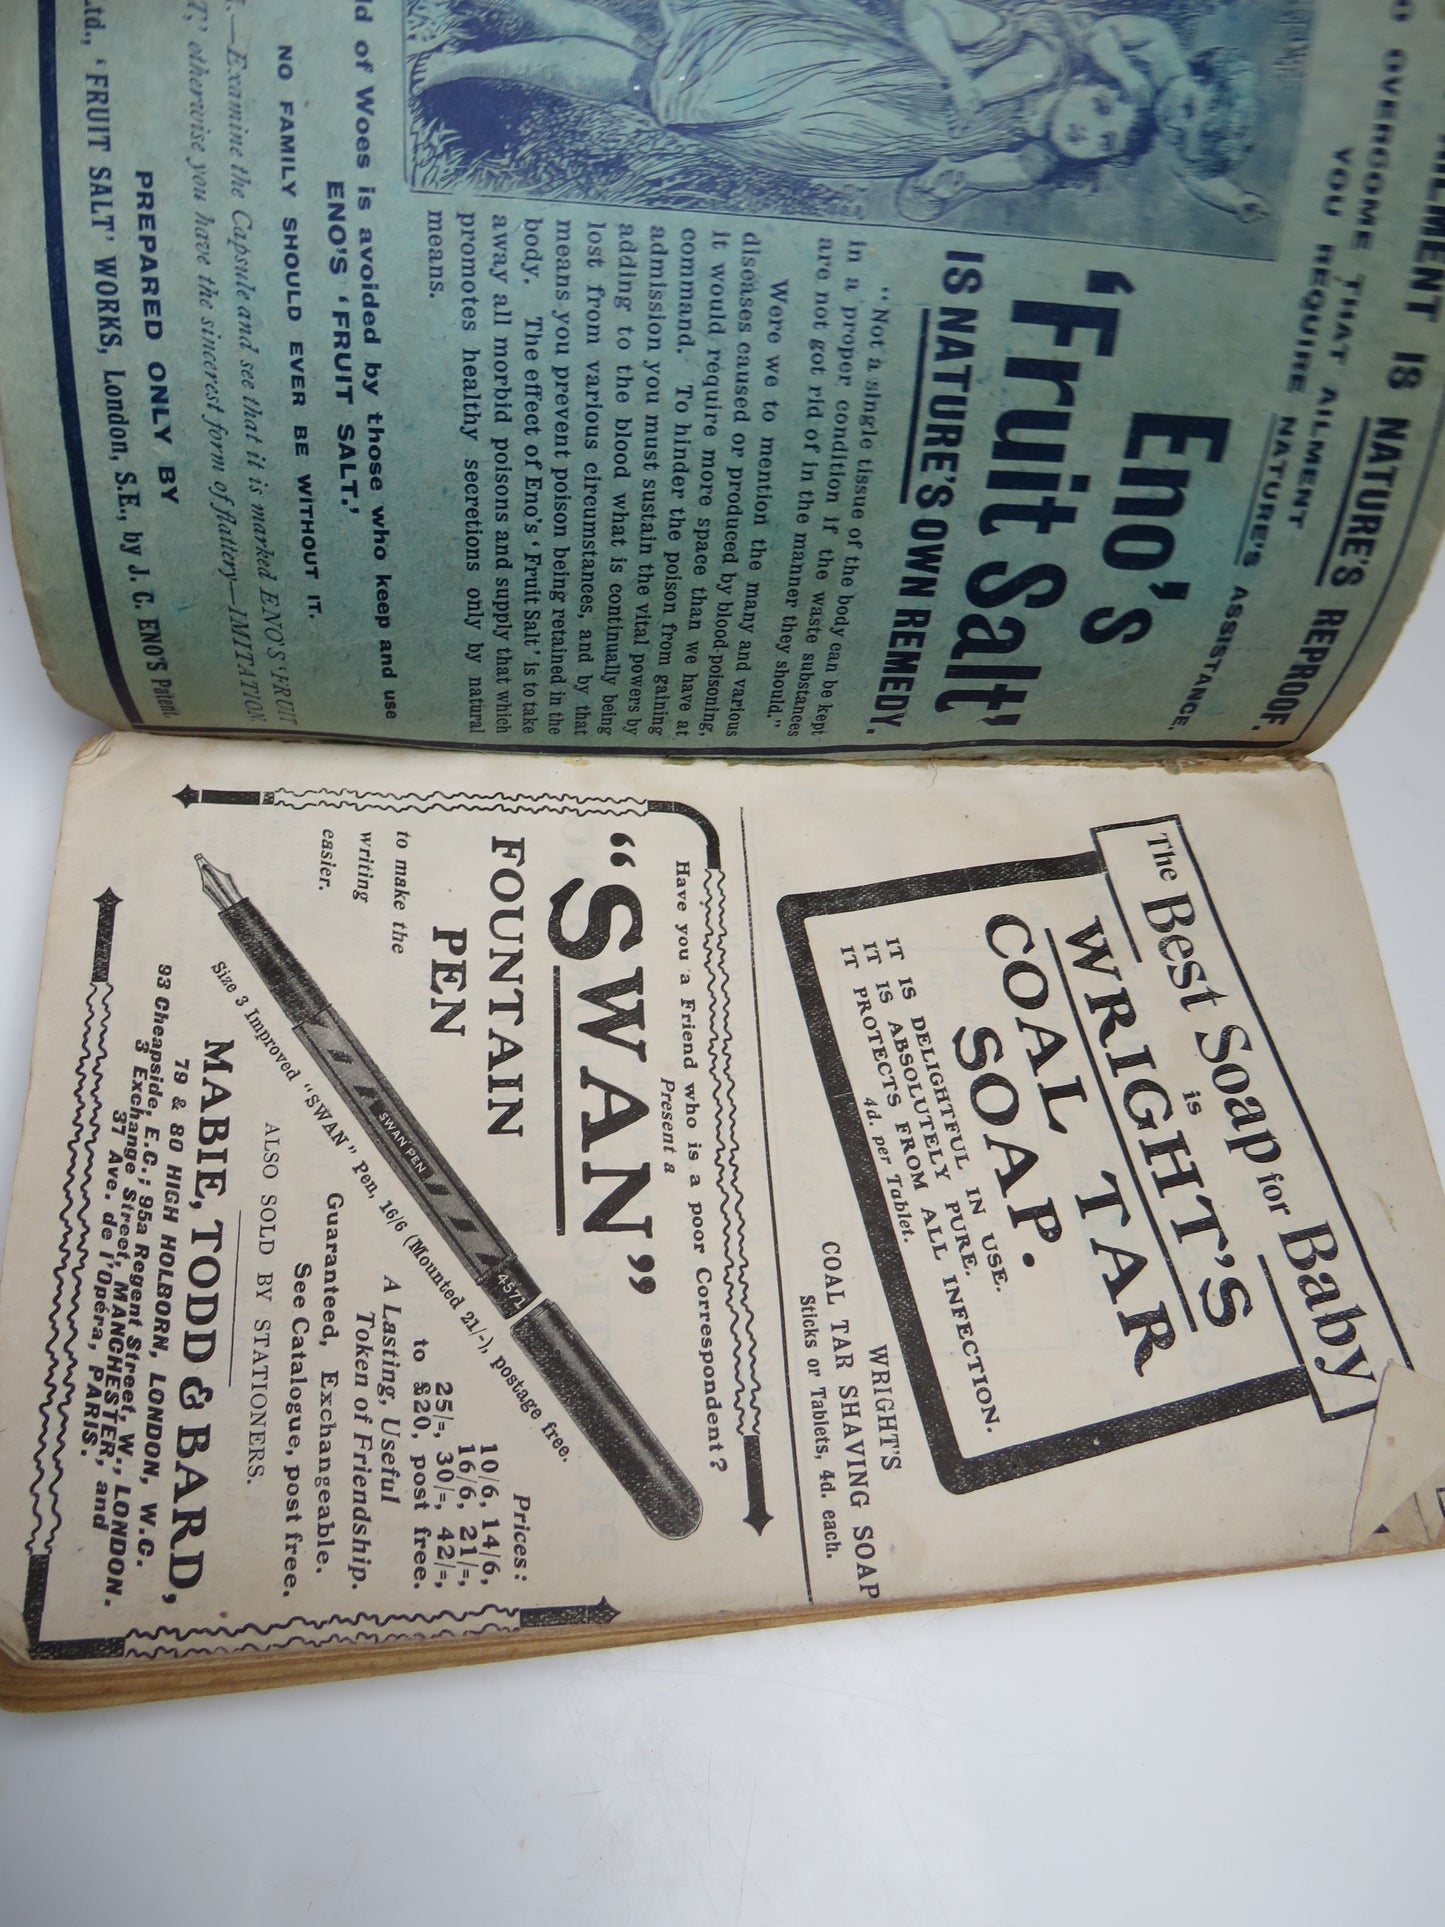 AILMENT IS NATURE'S REPROOF.
TO OVERCOME THAT AILMENT
YOU REQUIRE NATURE'S ASSISTANCE.
Eno's
'Fruit Salt'
IS NATURE'S OWN REMEDY.
"Not a single tissue of the body can be kept
in a proper condition if the waste substances
are not got rid of in the manner they should."
Were we to mention the many and various
diseases caused or produced by blood-poisoning,
it would require more space than we have at
command. To hinder the poison from gaining
admission you must sustain the vital powers by
adding to the blood what is continually being
lost from various circumstances, and by that
means you prevent poison being retained in the
body. The effect of Eno's 'Fruit Salt' is to take
away all morbid poisons and supply that which
promotes healthy secretions only by natural
means.
of Woes is avoided by those who keep and use
ENO'S 'FRUIT SALT.'
NO FAMILY SHOULD EVER BE WITHOUT IT.
—Examine the Capsule and see that it is marked ENO'S 'FRUIT
otherwise you have the sincerest form of flattery—IMITATION
PREPARED ONLY BY
Ltd., 'FRUIT SALT' WORKS, London, S.E., by J. C. ENO'S Patent.
The Best Soap for Baby
is
WRIGHT'S
COAL TAR
SOAP.
IT IS DELIGHTFUL IN USE.
IT IS ABSOLUTELY PURE.
IT PROTECTS FROM ALL INFECTION.
4d. per Tablet.
WRIGHT'S
COAL TAR SHAVING SOAP
Sticks or Tablets, 4d. each.
Have you a Friend who is a poor Correspondent?
Present a
"SWAN"
FOUNTAIN
PEN
to make the
writing
easier.
SWAN PEN
4571
Size 3 Improved "SWAN" Pen, 16/6 (Mounted 21/-), postage free.
Prices:
10/6, 14/6,
16/6, 21/=,
25/=, 30/=, 42/=,
to £20, post free.
A Lasting, Useful
Token of Friendship.
Guaranteed, Exchangeable.
See Catalogue, post free.
ALSO SOLD BY STATIONERS.
MABIE, TODD & BARD,
79 & 80 HIGH HOLBORN, LONDON, W.C.
93 Cheapside, E.C.; 95a Regent Street, W., LONDON.
3 Exchange Street, MANCHESTER, and
37 Ave. de l'Opéra, PARIS.